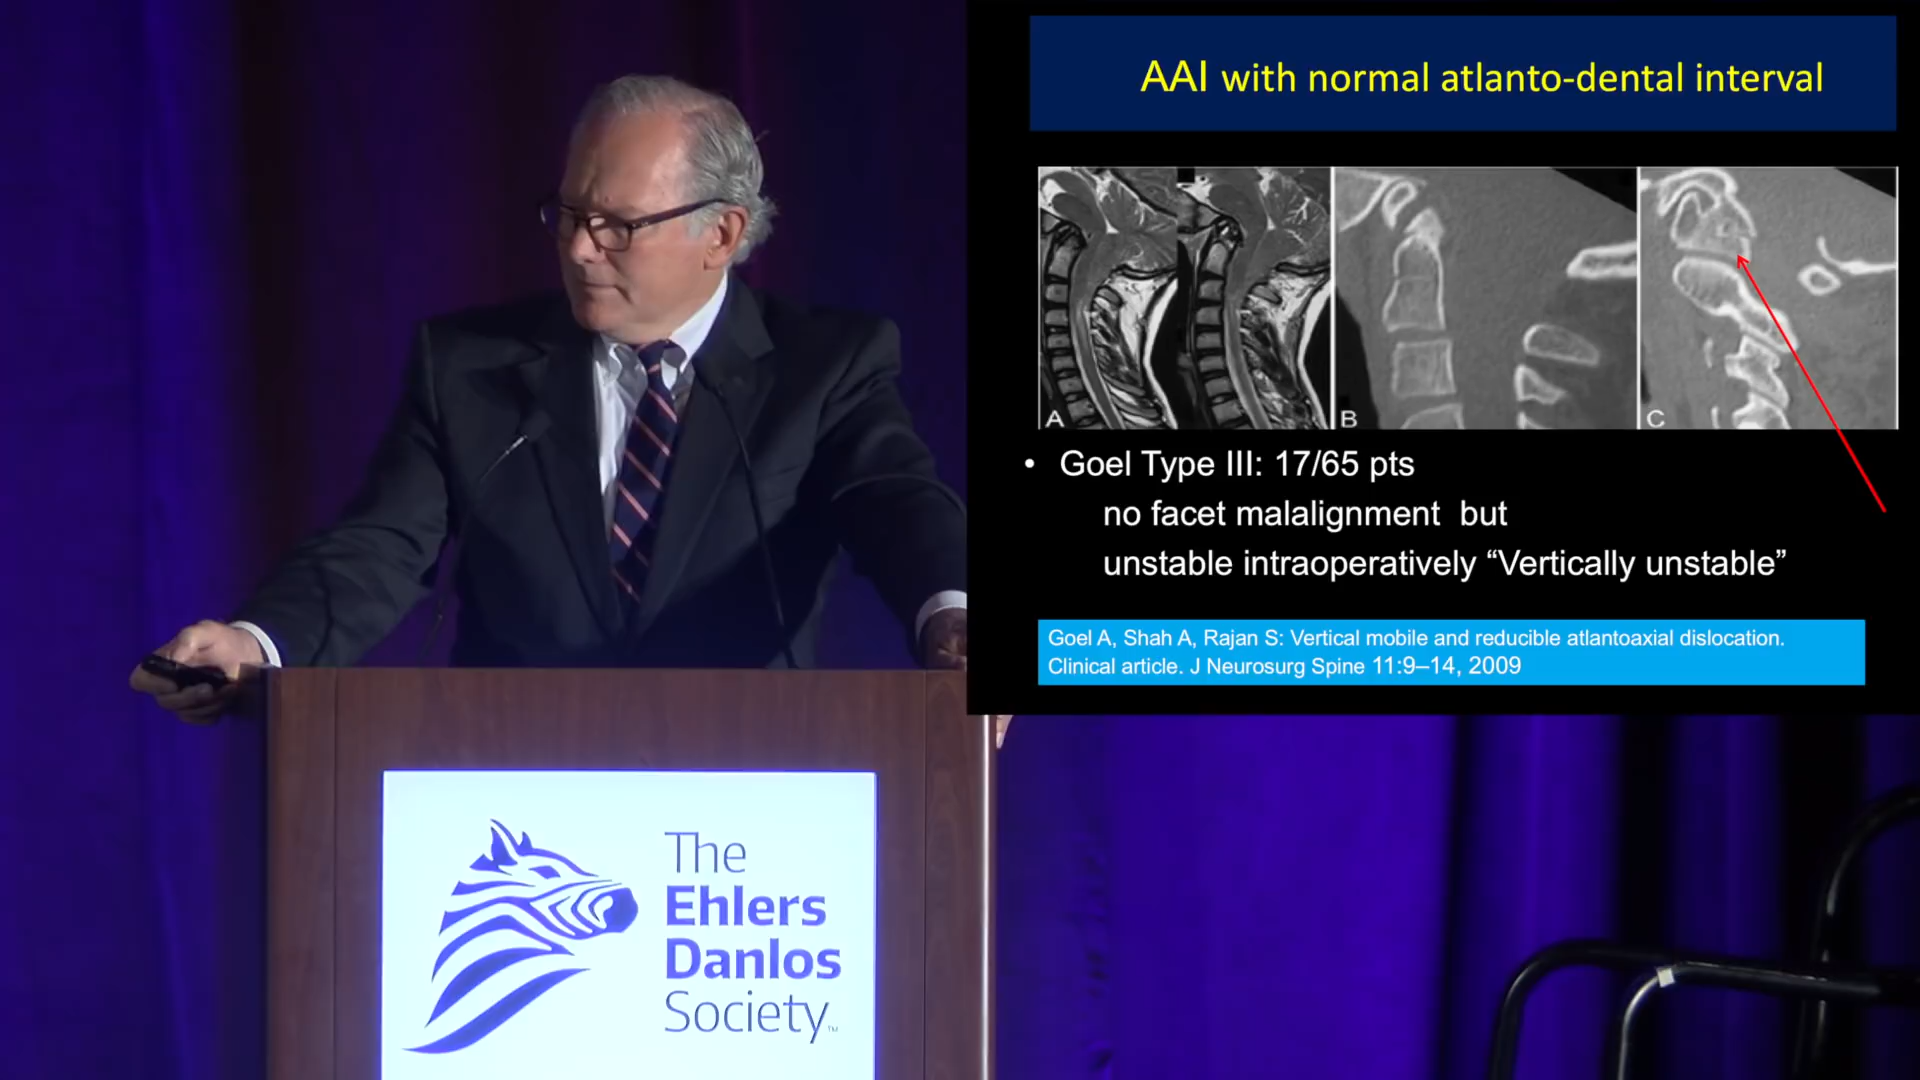 AAI with normal atlanto-dental interval
A
B
C
• Goel Type III: 17/65 pts
no facet malalignment but
unstable intraoperatively “Vertically unstable”
Goel A, Shah A, Rajan S: Vertical mobile and reducible atlantoaxial dislocation.
Clinical article. J Neurosurg Spine 11:9–14, 2009
The
Ehlers
Danlos
Society™